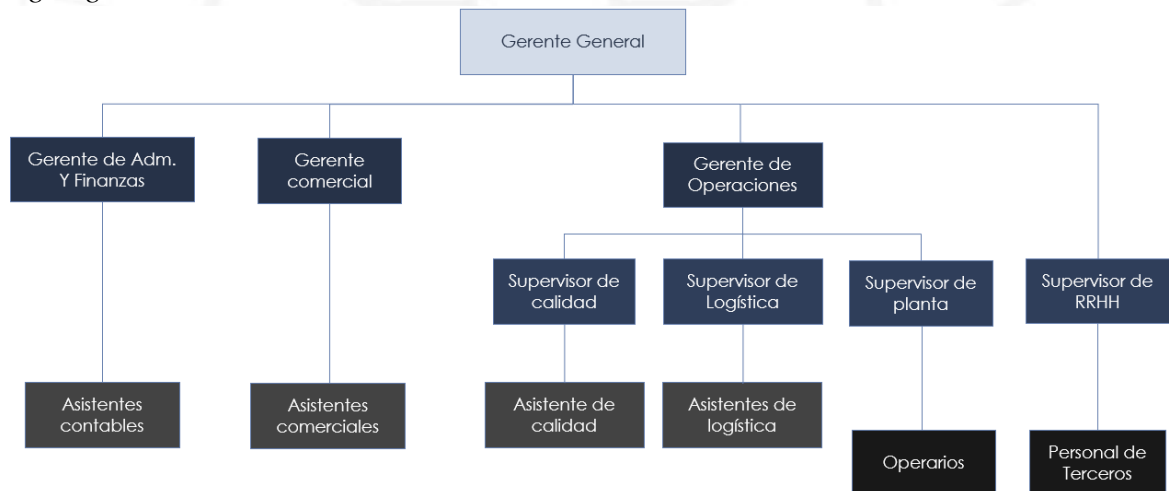 Gerente General
Gerente de Adm.
Y Finanzas
Gerente
comercial
Gerente de
Operaciones
Supervisor de
calidad
Supervisor de
Logística
Supervisor de
planta
Supervisor de
RRHH
Asistentes
contables
Asistentes
comerciales
Asistente de
calidad
Asistentes de
logística
Operarios
Personal de
Terceros